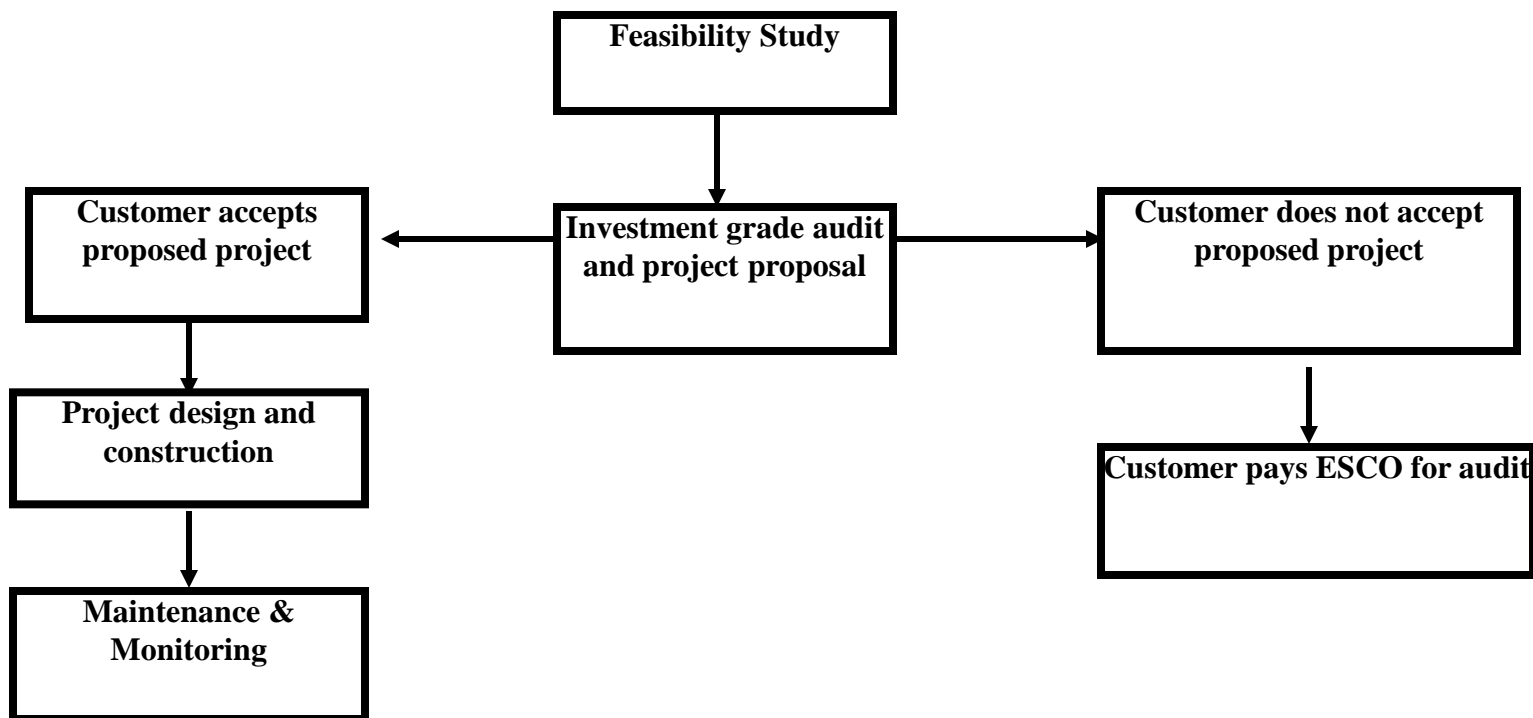 Feasibility Study
Customer accepts
proposed project
Investment grade audit
and project proposal
Customer does not accept
proposed project
Project design and
construction
Customer pays ESCO for audit
Maintenance &
Monitoring